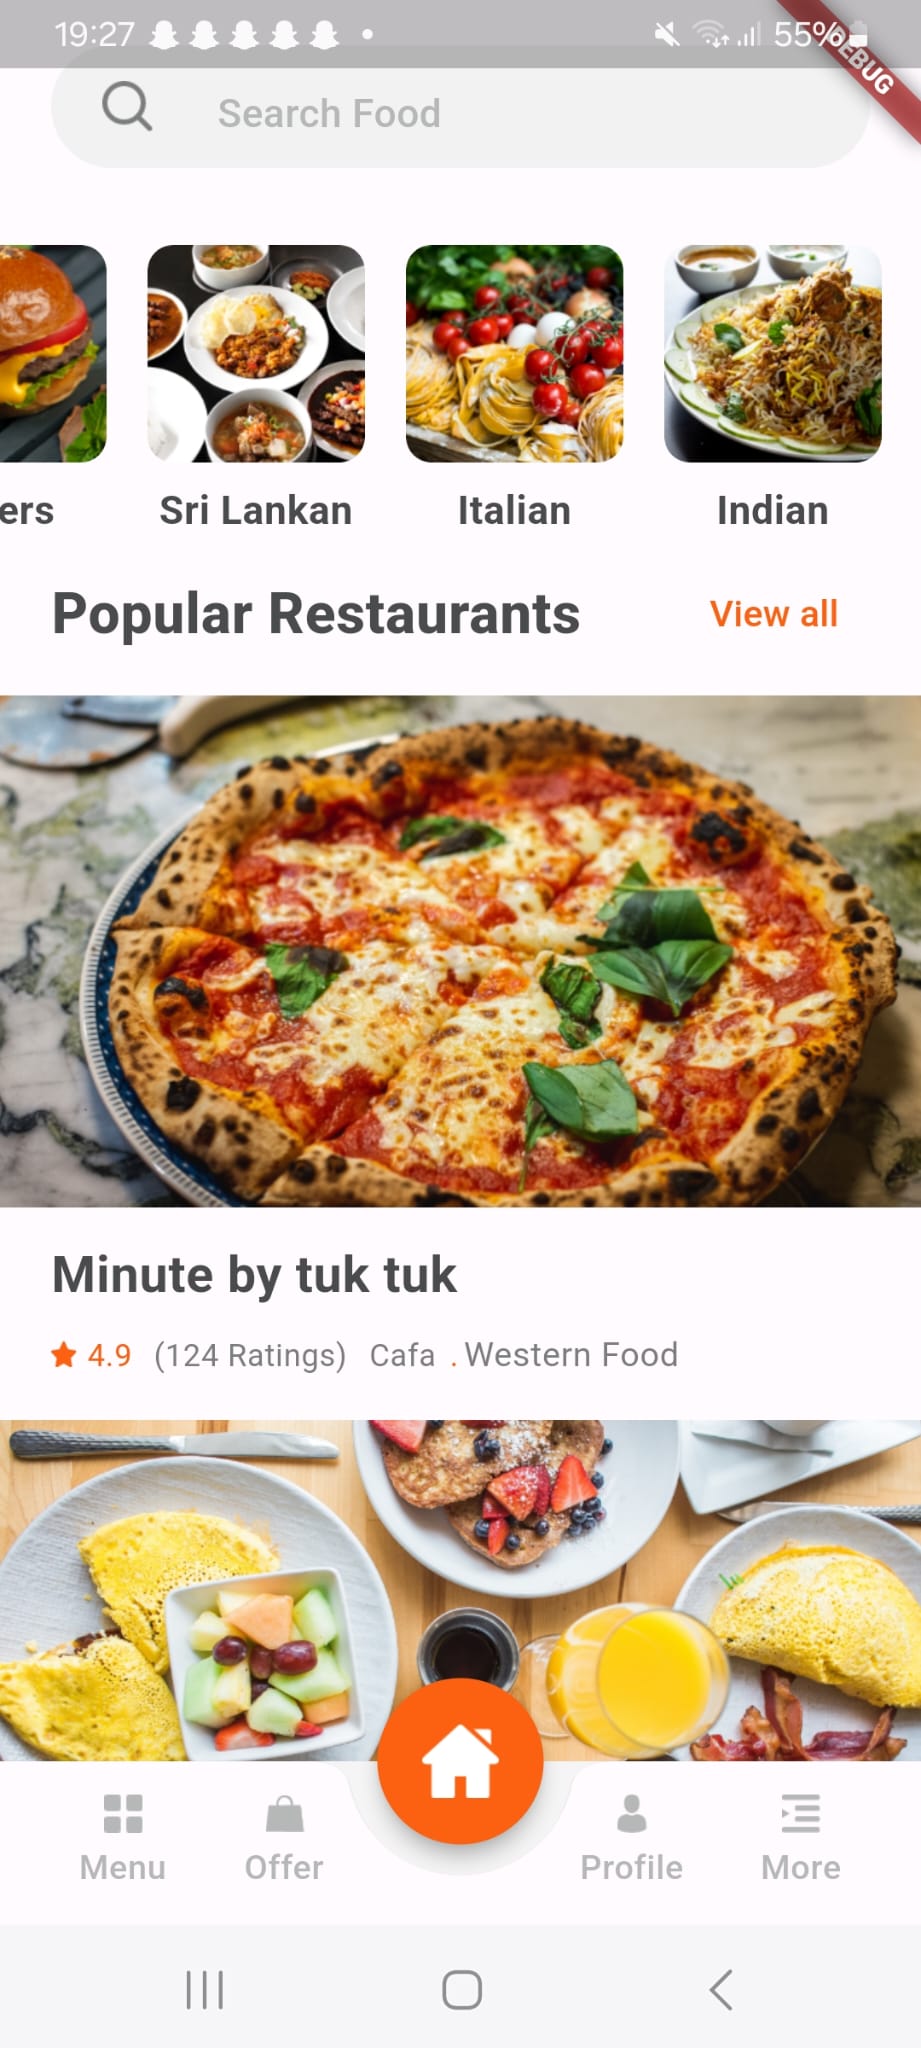 19:27
55%
DEBUG
Search Food
ers
Sri Lankan
Italian
Indian
Popular Restaurants
View all
Minute by tuk tuk
4.9 (124 Ratings) Cafa . Western Food
Menu
Offer
Profile
More